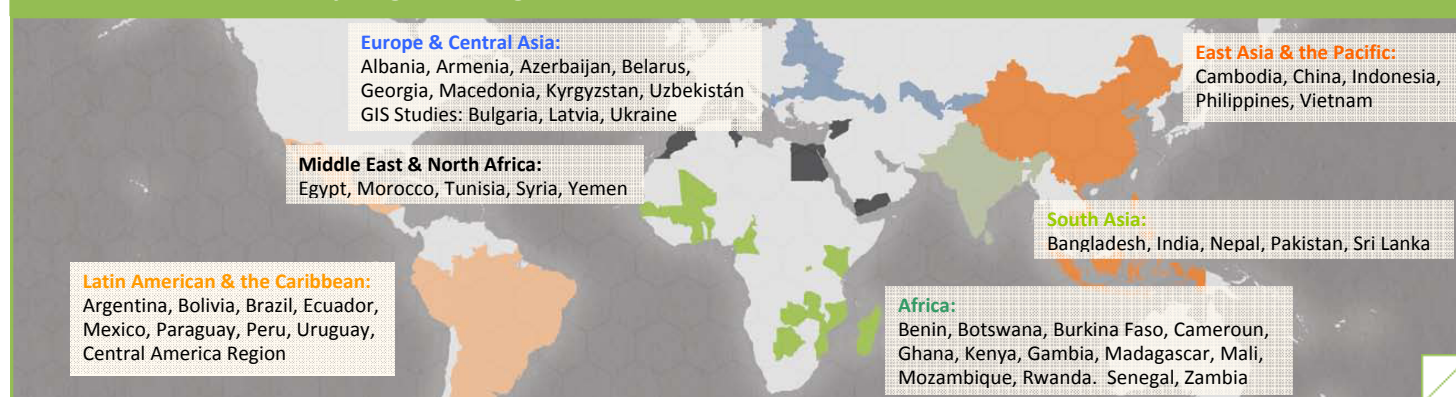 Europe & Central Asia:
Albania, Armenia, Azerbaijan, Belarus,
Georgia, Macedonia, Kyrgyzstan, Uzbekistán
GIS Studies: Bulgaria, Latvia, Ukraine
East Asia & the Pacific:
Cambodia, China, Indonesia,
Philippines, Vietnam
Middle East & North Africa:
Egypt, Morocco, Tunisia, Syria, Yemen
South Asia:
Bangladesh, India, Nepal, Pakistan, Sri Lanka
Latin American & the Caribbean:
Argentina, Bolivia, Brazil, Ecuador,
Mexico, Paraguay, Peru, Uruguay,
Central America Region
Africa:
Benin, Botswana, Burkina Faso, Cameroun,
Ghana, Kenya, Gambia, Madagascar, Mali,
Mozambique, Rwanda.  Senegal, Zambia